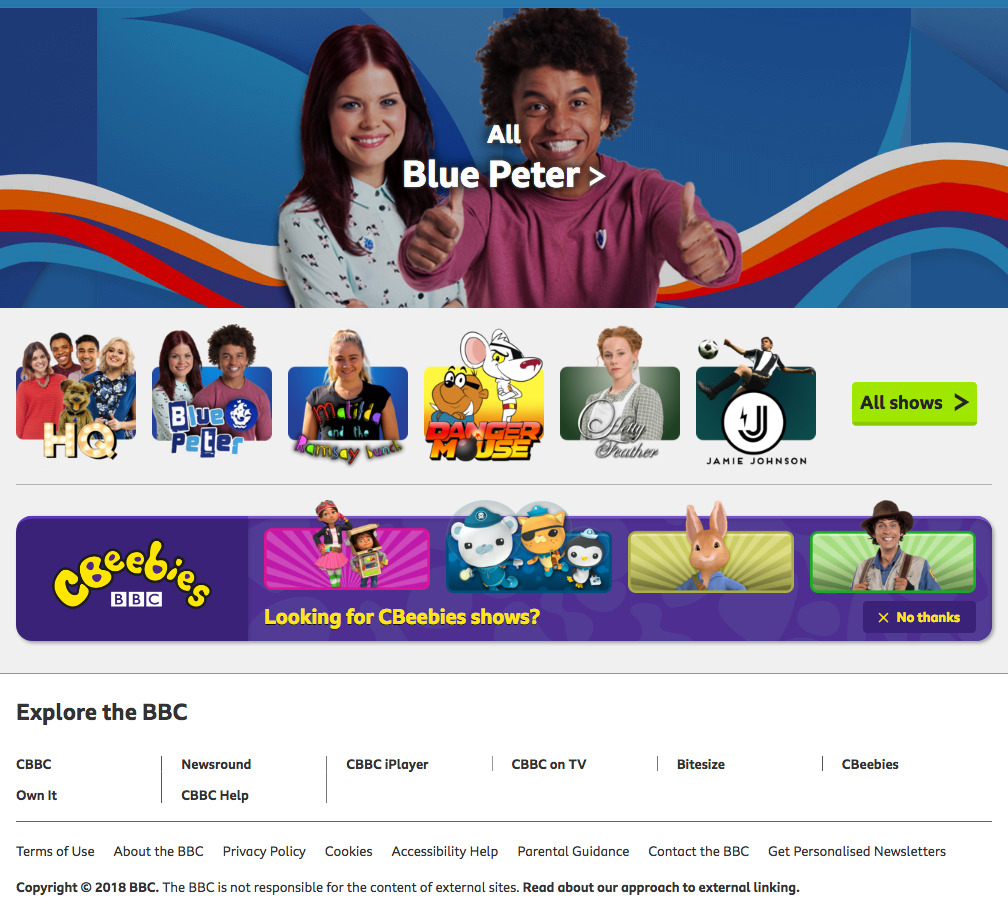 All
Blue Peter >
HQ
Blue
Peter
matilda
and the
Ramsay bunch
DANGER
MOUSE
Hetty
Feather
JJ
JAMIE JOHNSON
All shows >
CBeebies
BBC
Looking for CBeebies shows?
× No thanks
Explore the BBC
CBBC
Newsround
CBBC iPlayer
CBBC on TV
Bitesize
CBeebies
Own It
CBBC Help
Terms of Use
About the BBC
Privacy Policy
Cookies
Accessibility Help
Parental Guidance
Contact the BBC
Get Personalised Newsletters
Copyright © 2018 BBC. The BBC is not responsible for the content of external sites. Read about our approach to external linking.